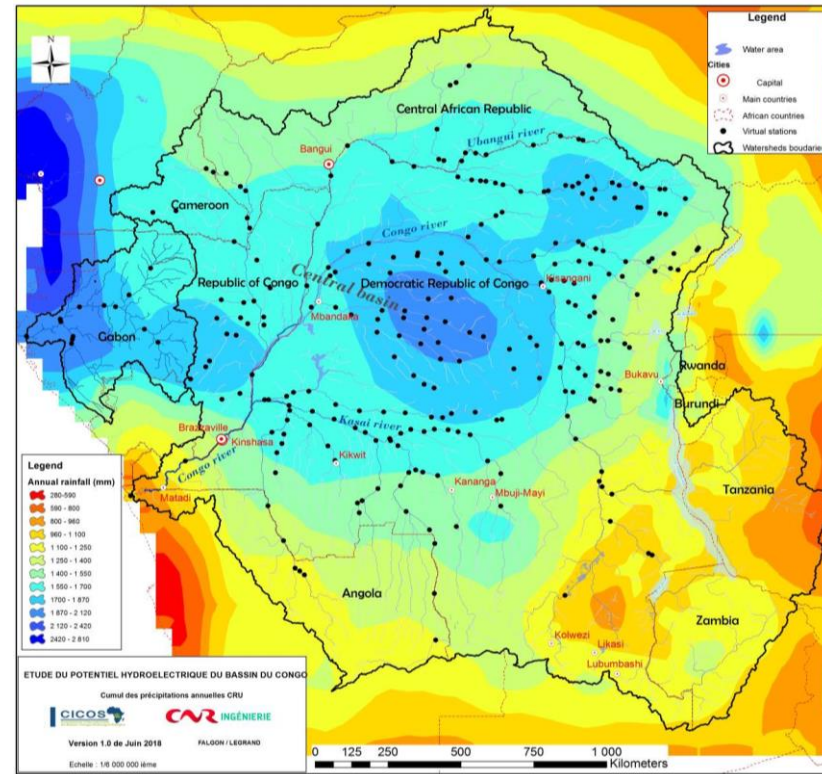 Legend
Water area
Cities
Capital
Main countries
African countries
Virtual stations
Watersheds boudaries
N
Central African Republic
Ubangui river
Bangui
Cameroon
Congo river
Republic of Congo
Central basin
Democratic Republic of Congo
Kisangani
Mbandaka
Gabon
Bukavu
Rwanda
Burundi
Brazzaville
Kinshasa
Kasai river
Congo river
Kikwit
Matadi
Kananga
Mbuji-Mayi
Tanzania
Angola
Zambia
Kolwezi
Likasi
Lubumbashi
Legend
Annual rainfall (mm)
280-590
590 - 800
800 - 960
960 - 1 100
1 100 - 1 250
1 250 - 1 400
1 400 - 1 550
1 550 - 1 700
1700 - 1 870
1 870 - 2 120
2 120 - 2 420
2420 - 2 810
ETUDE DU POTENTIEL HYDROELECTRIQUE DU BASSIN DU CONGO
Cumul des précipitations annuelles CRU
CICOS
CNR INGÉNIERIE
Version 1.0 de Juin 2018
FALGON / LEGRAND
Echelle : 1/6 000 000 ième
0 125 250 500 750 1 000
Kilometers